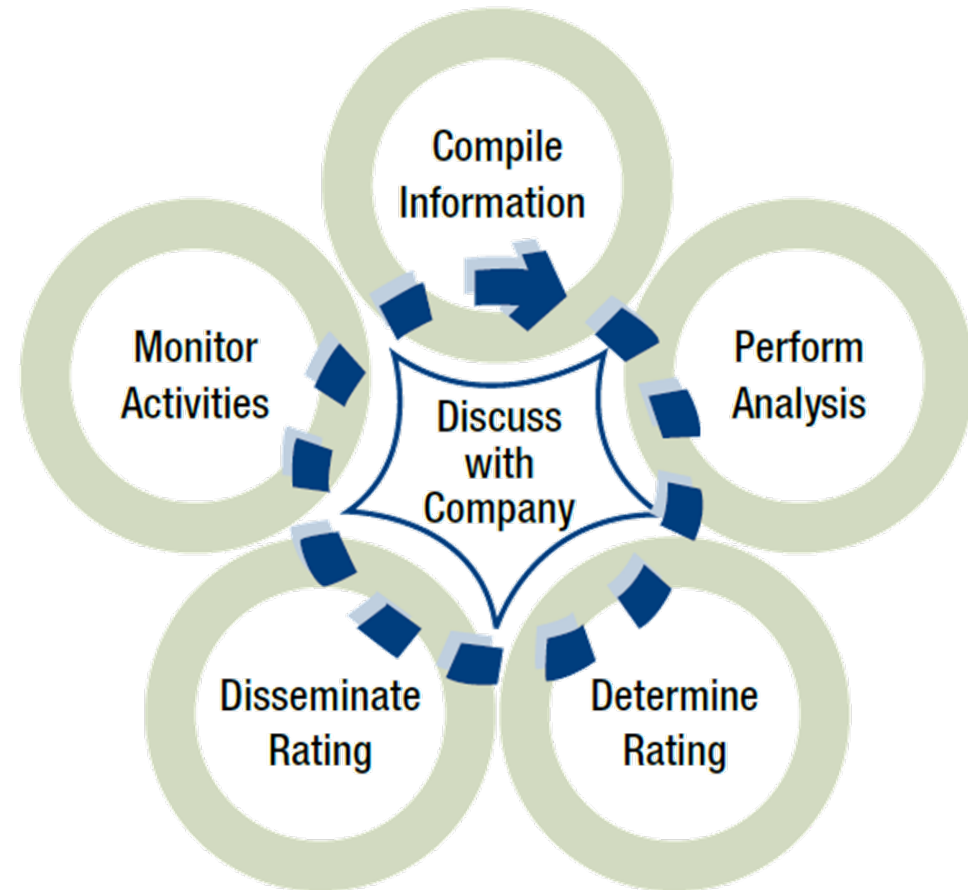 Compile
Information
Perform
Analysis
Determine
Rating
Disseminate
Rating
Monitor
Activities
Discuss
with
Company